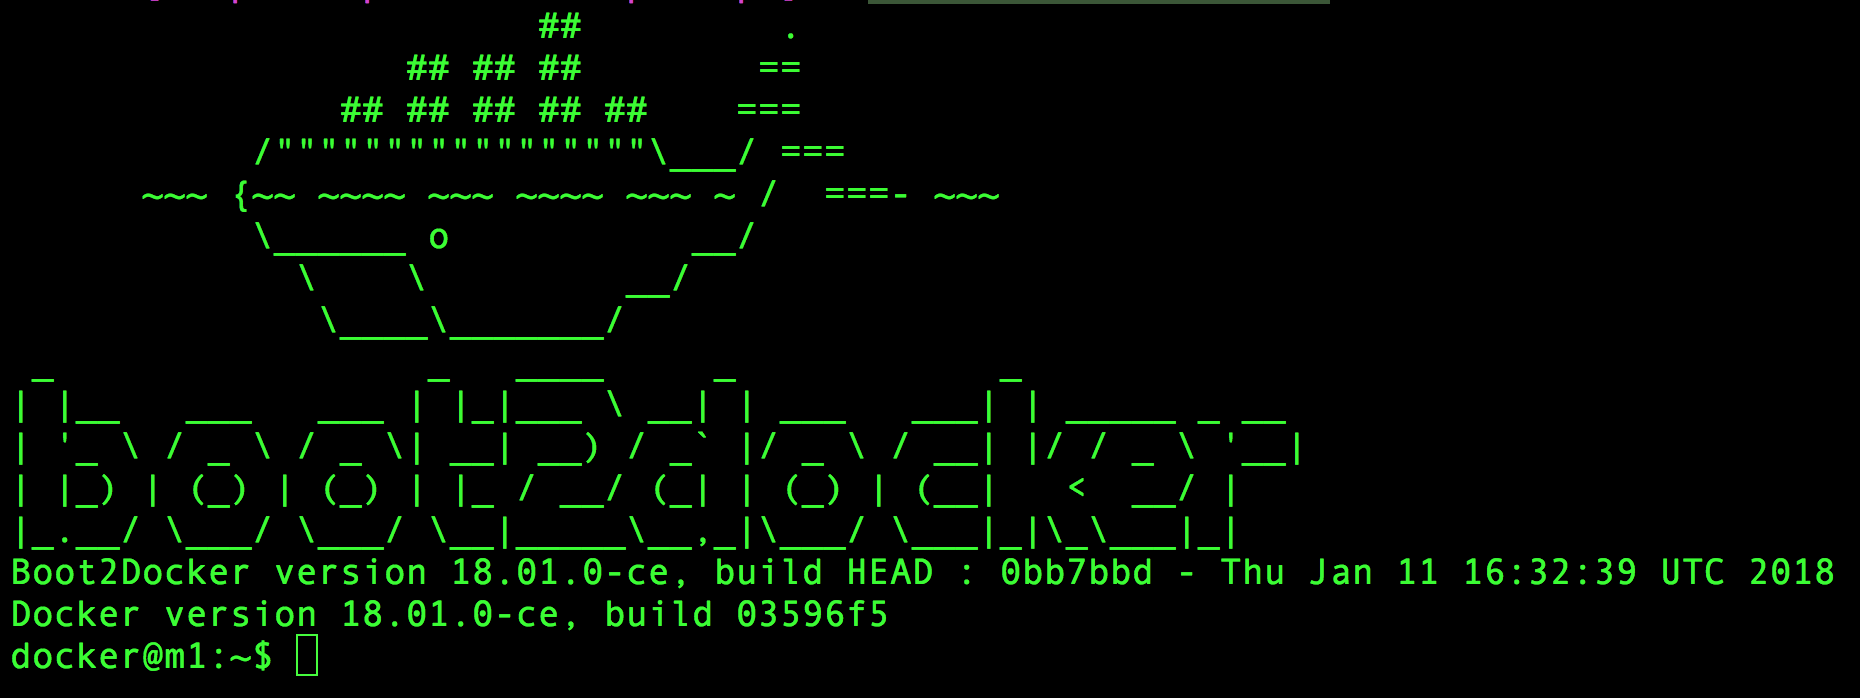 ##         .
                  ## ## ##        ==
               ## ## ## ## ##    ===
           /"""""""""""""""""\___/ ===
      ~~~ {~~ ~~~~ ~~~ ~~~~ ~~~ ~ /  ===- ~~~
           \______ o           __/
             \    \         __/
              \____\_______/
 _                 _   ____     _            _
| |__   ___   ___ | |_|___ \ __| | ___   ___| | _____ _ __
| '_ \ / _ \ / _ \| __| __) / _` |/ _ \ / __| |/ / _ \ '__|
| |_) | (_) | (_) | |_ / __/ (_| | (_) | (__|   <  __/ |
|_.__/ \___/ \___/ \__|_____\__,_|\___/ \___|_|\_\___|_|
Boot2Docker version 18.01.0-ce, build HEAD : 0bb7bbd - Thu Jan 11 16:32:39 UTC 2018
Docker version 18.01.0-ce, build 03596f5
docker@m1:~$